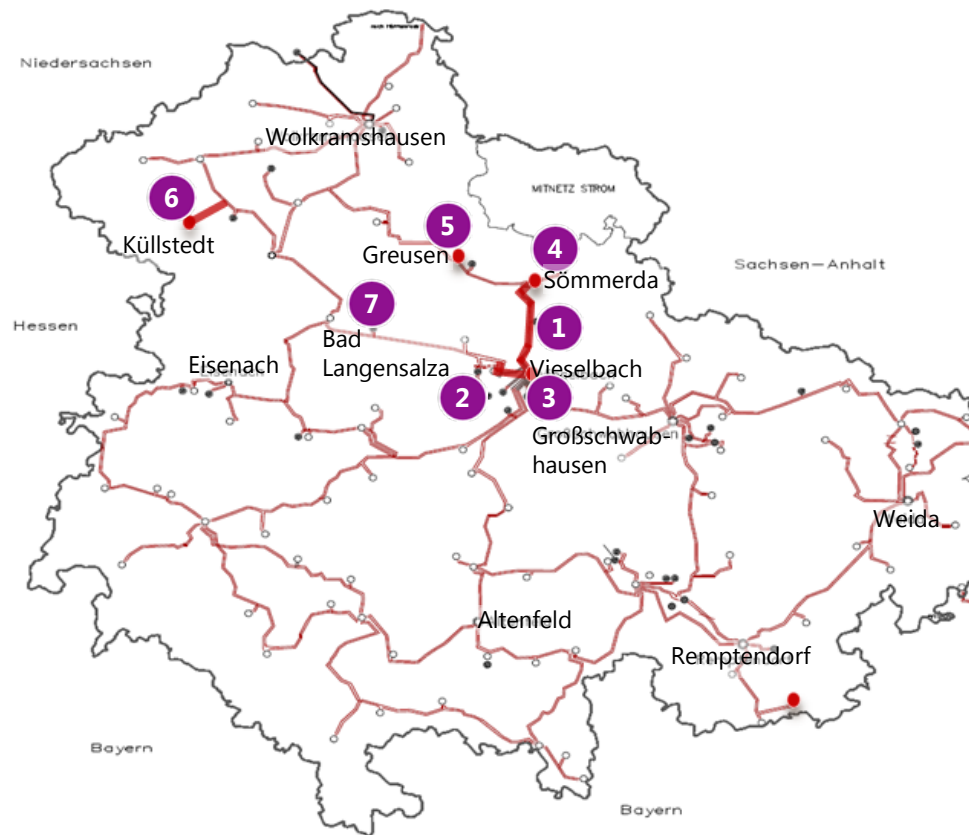 Niedersachsen
Wolkramshausen
MITNETZ STROM
6
Küllstedt
5
4
Greusen
Sömmerda
Sachsen-Anhalt
7
Hessen
1
Bad
Langensalza
Eisenach
Vieselbach
2
3
Großschwab-
hausen
Weida
Altenfeld
Remptendorf
Bayern
Bayern